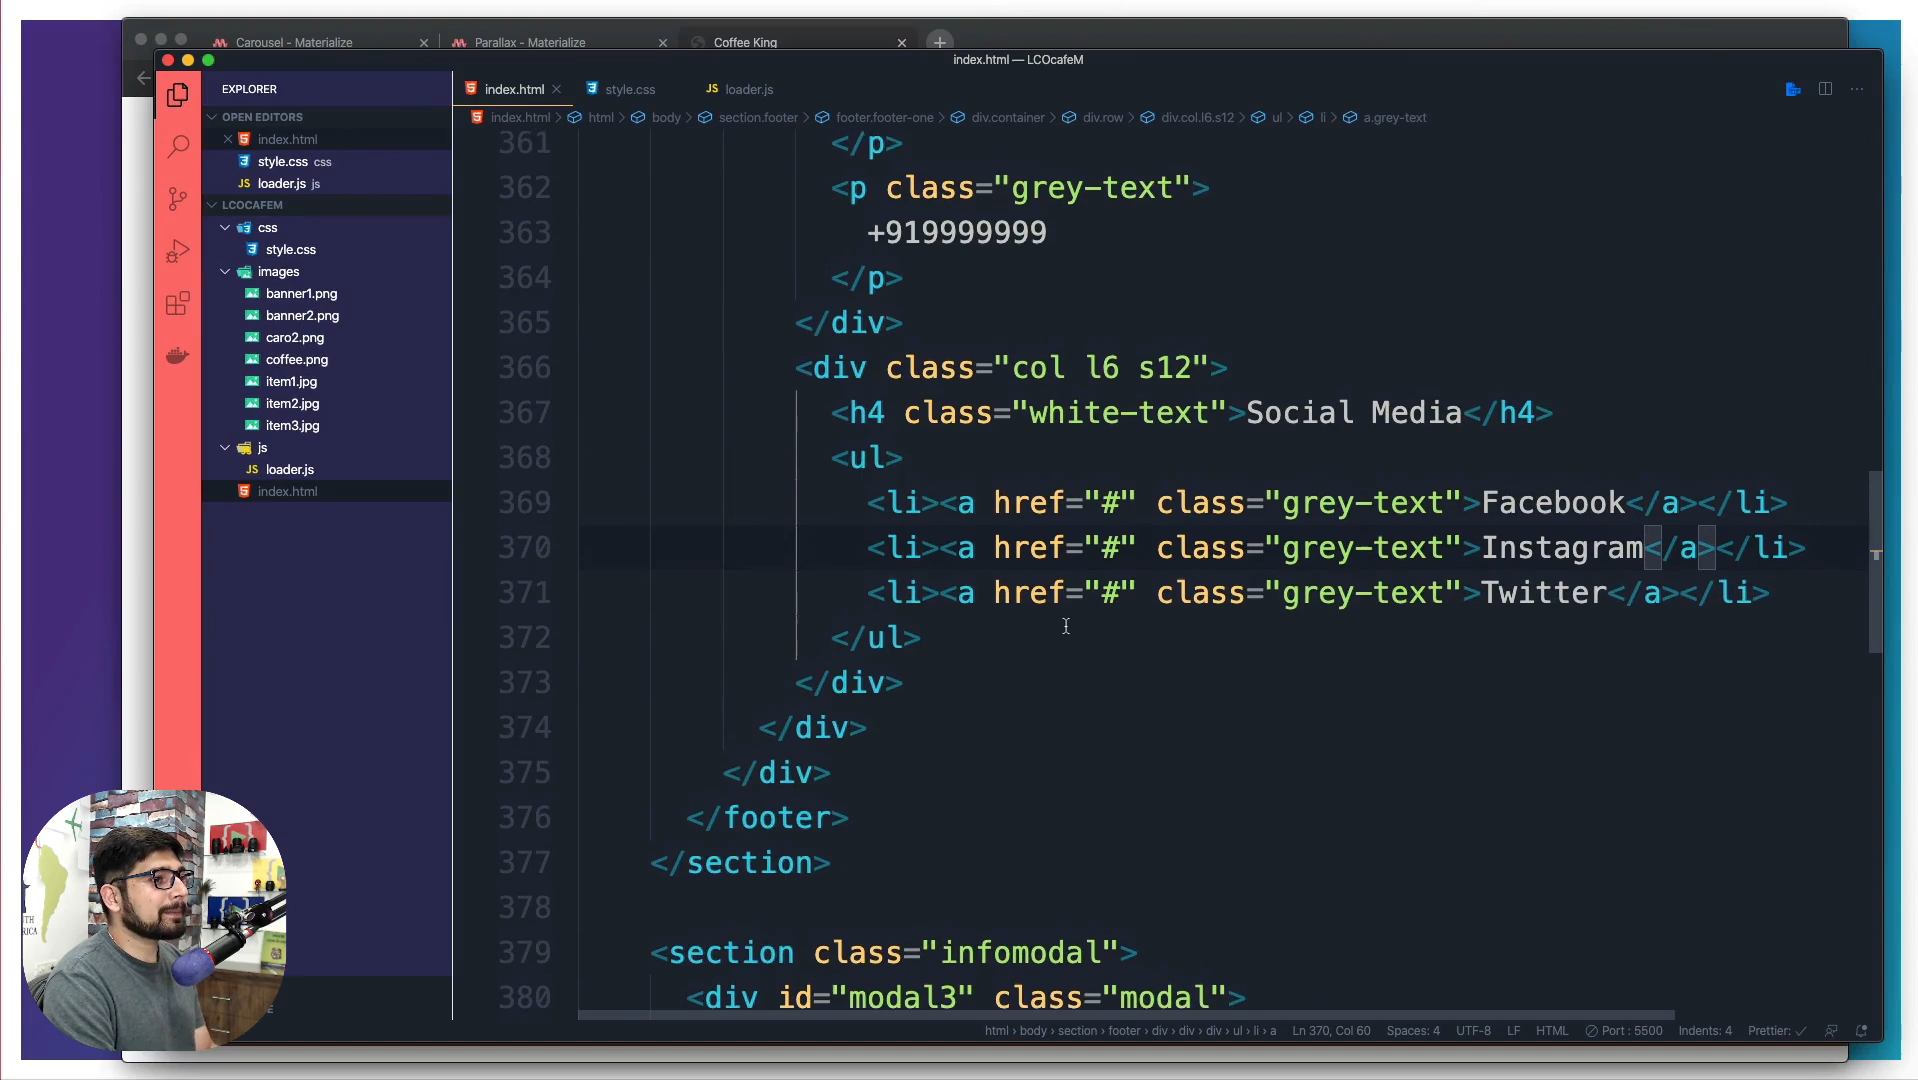 Carousel - Materialize
Parallax - Materialize
Coffee King
index.html — LCOcafeM
EXPLORER
OPEN EDITORS
index.html
style.css css
loader.js js
LCOCAFEM
css
style.css
images
banner1.png
banner2.png
caro2.png
coffee.png
item1.jpg
item2.jpg
item3.jpg
js
JS loader.js
index.html
index.html
style.css
JS loader.js
index.html > html > body > section.footer > footer.footer-one > div.container > div.row > div.col.l6.s12 > ul > li > a.grey-text
361 </p>
362 <p class="grey-text">
363 +919999999
364 </p>
365 </div>
366 <div class="col l6 s12">
367 <h4 class="white-text">Social Media</h4>
368 <ul>
369 <li><a href="#" class="grey-text">Facebook</a></li>
370 <li><a href="#" class="grey-text">Instagram</a></li>
371 <li><a href="#" class="grey-text">Twitter</a></li>
372 </ul>
373 </div>
374 </div>
375 </div>
376 </footer>
377 </section>
378
379 <section class="infomodal">
380 <div id="modal3" class="modal">
html > body > section > footer > div > div > div > ul > li > a Ln 370, Col 60 Spaces: 4 UTF-8 LF HTML Port : 5500 Indents: 4 Prettier: ✓